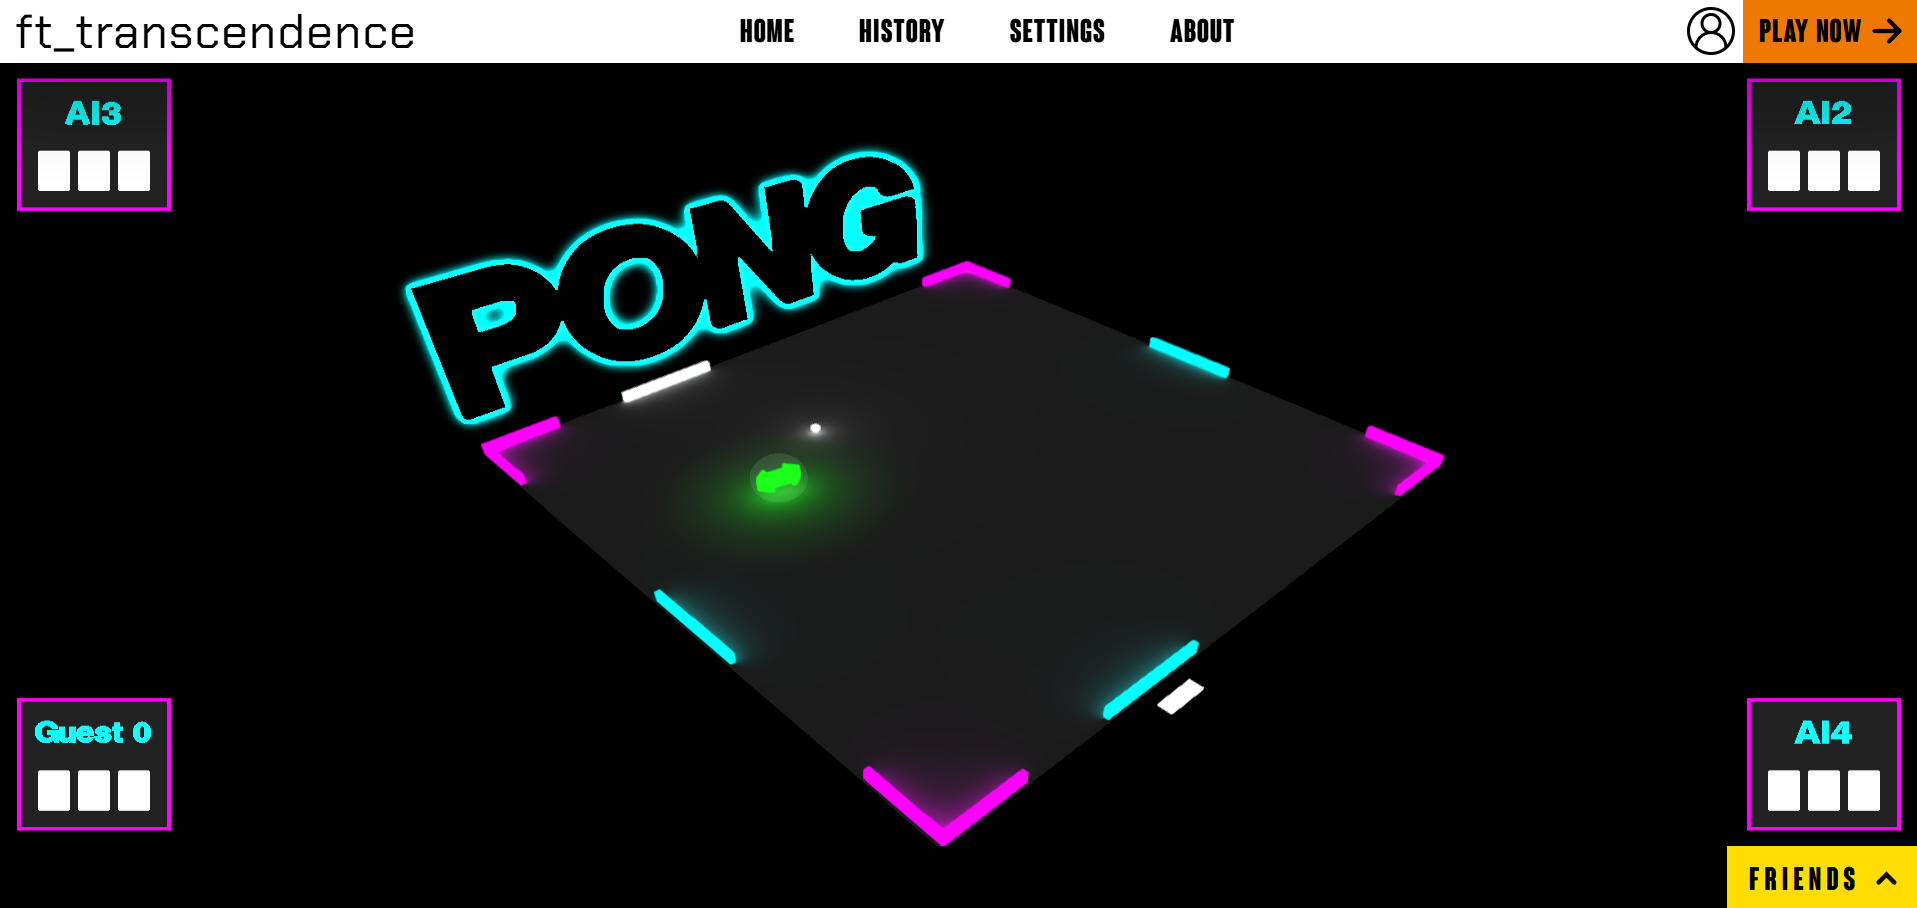 ft_transcendence
HOME HISTORY SETTINGS ABOUT
PLAY NOW
AI3
AI2
PONG
Guest 0
AI4
FRIENDS